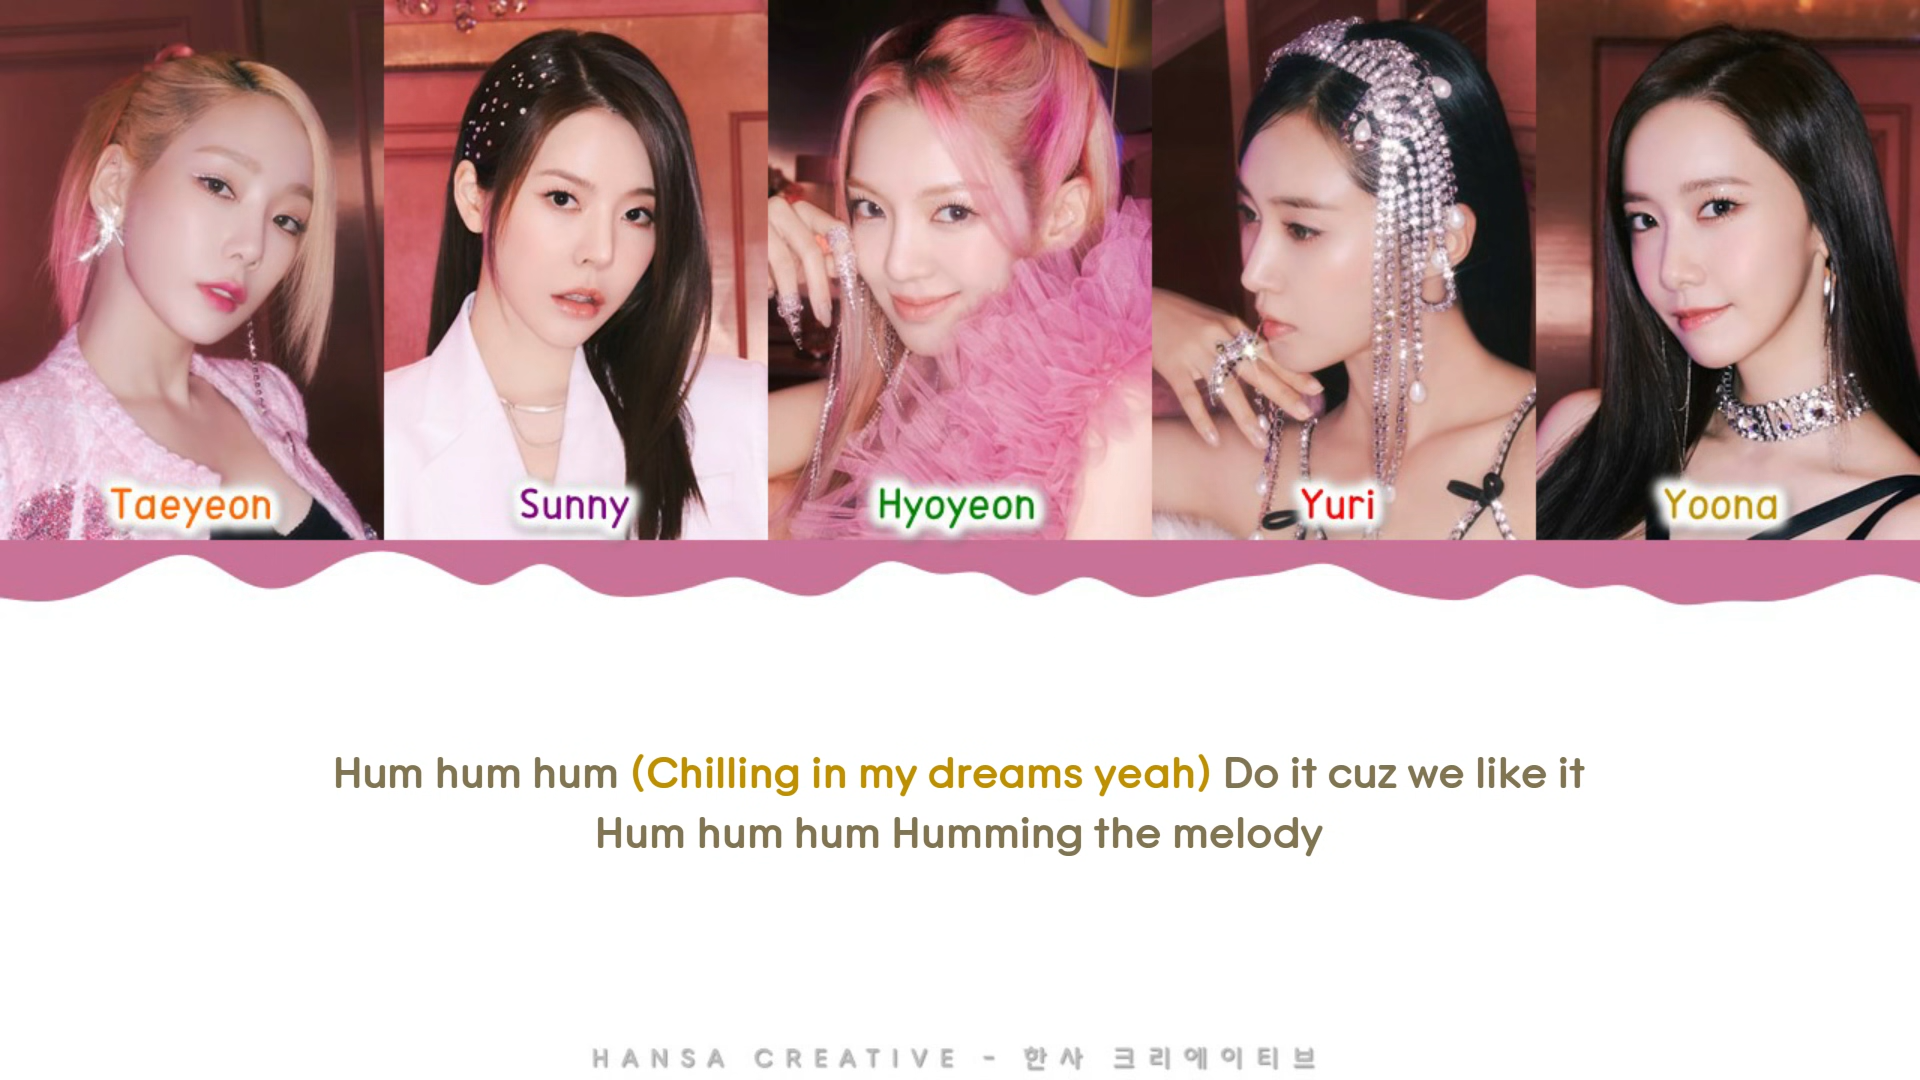 Taeyeon
Sunny
Hyoyeon
Yuri
Yoona
Hum hum hum (Chilling in my dreams yeah) Do it cuz we like it
Hum hum hum Humming the melody
HANSA CREATIVE - 한사 크리에이티브